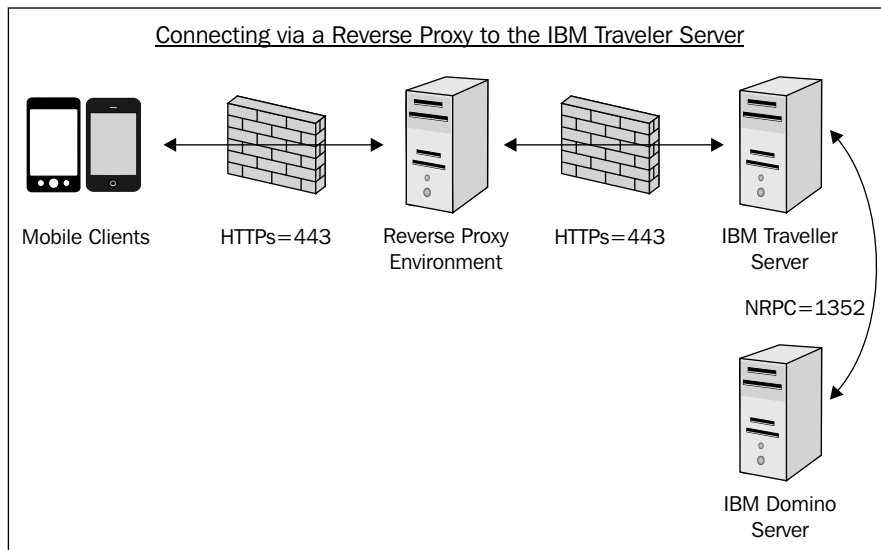 Connecting via a Reverse Proxy to the IBM Traveler Server
Mobile Clients
HTTPs=443
Reverse Proxy
Environment
HTTPs=443
IBM Traveller
Server
NRPC=1352
IBM Domino
Server